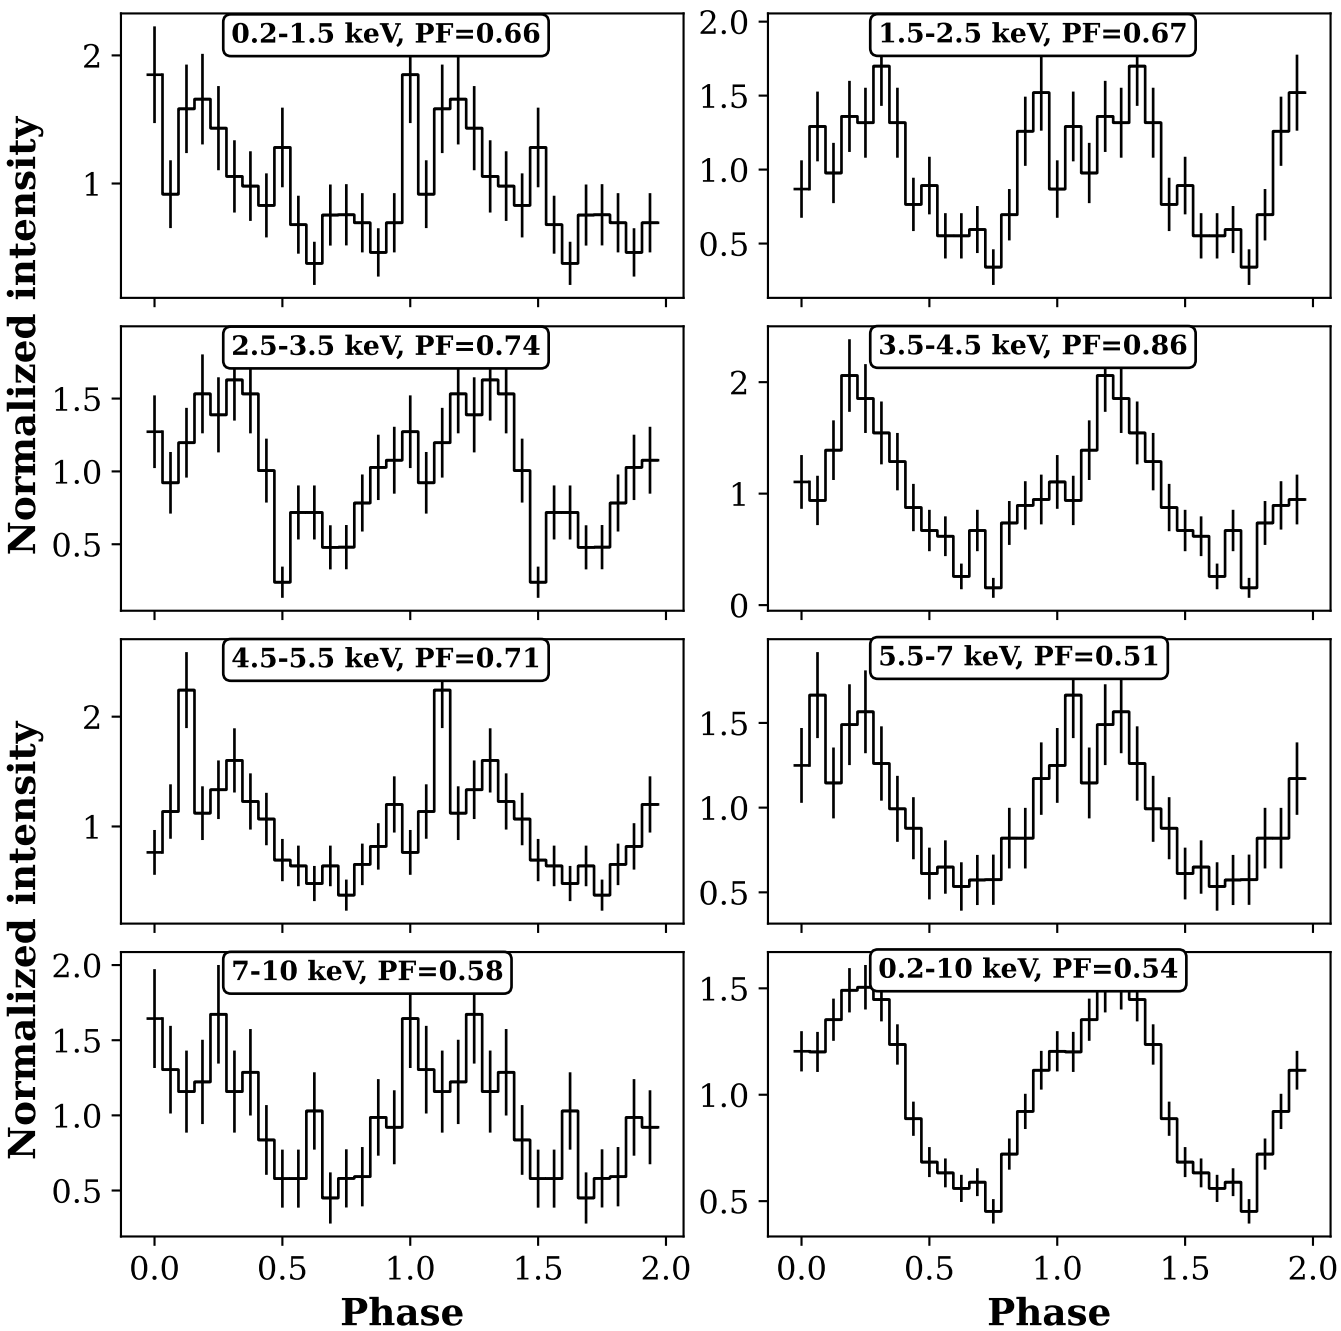 0.2-1.5 keV, PF=0.66
2
1
1.5-2.5 keV, PF=0.67
2.0
1.5
1.0
0.5
Normalized intensity
2.5-3.5 keV, PF=0.74
1.5
1.0
0.5
3.5-4.5 keV, PF=0.86
2
1
0
4.5-5.5 keV, PF=0.71
2
1
5.5-7 keV, PF=0.51
1.5
1.0
0.5
Normalized intensity
7-10 keV, PF=0.58
2.0
1.5
1.0
0.5
0.0 0.5 1.0 1.5 2.0
Phase
0.2-10 keV, PF=0.54
1.5
1.0
0.5
0.0 0.5 1.0 1.5 2.0
Phase